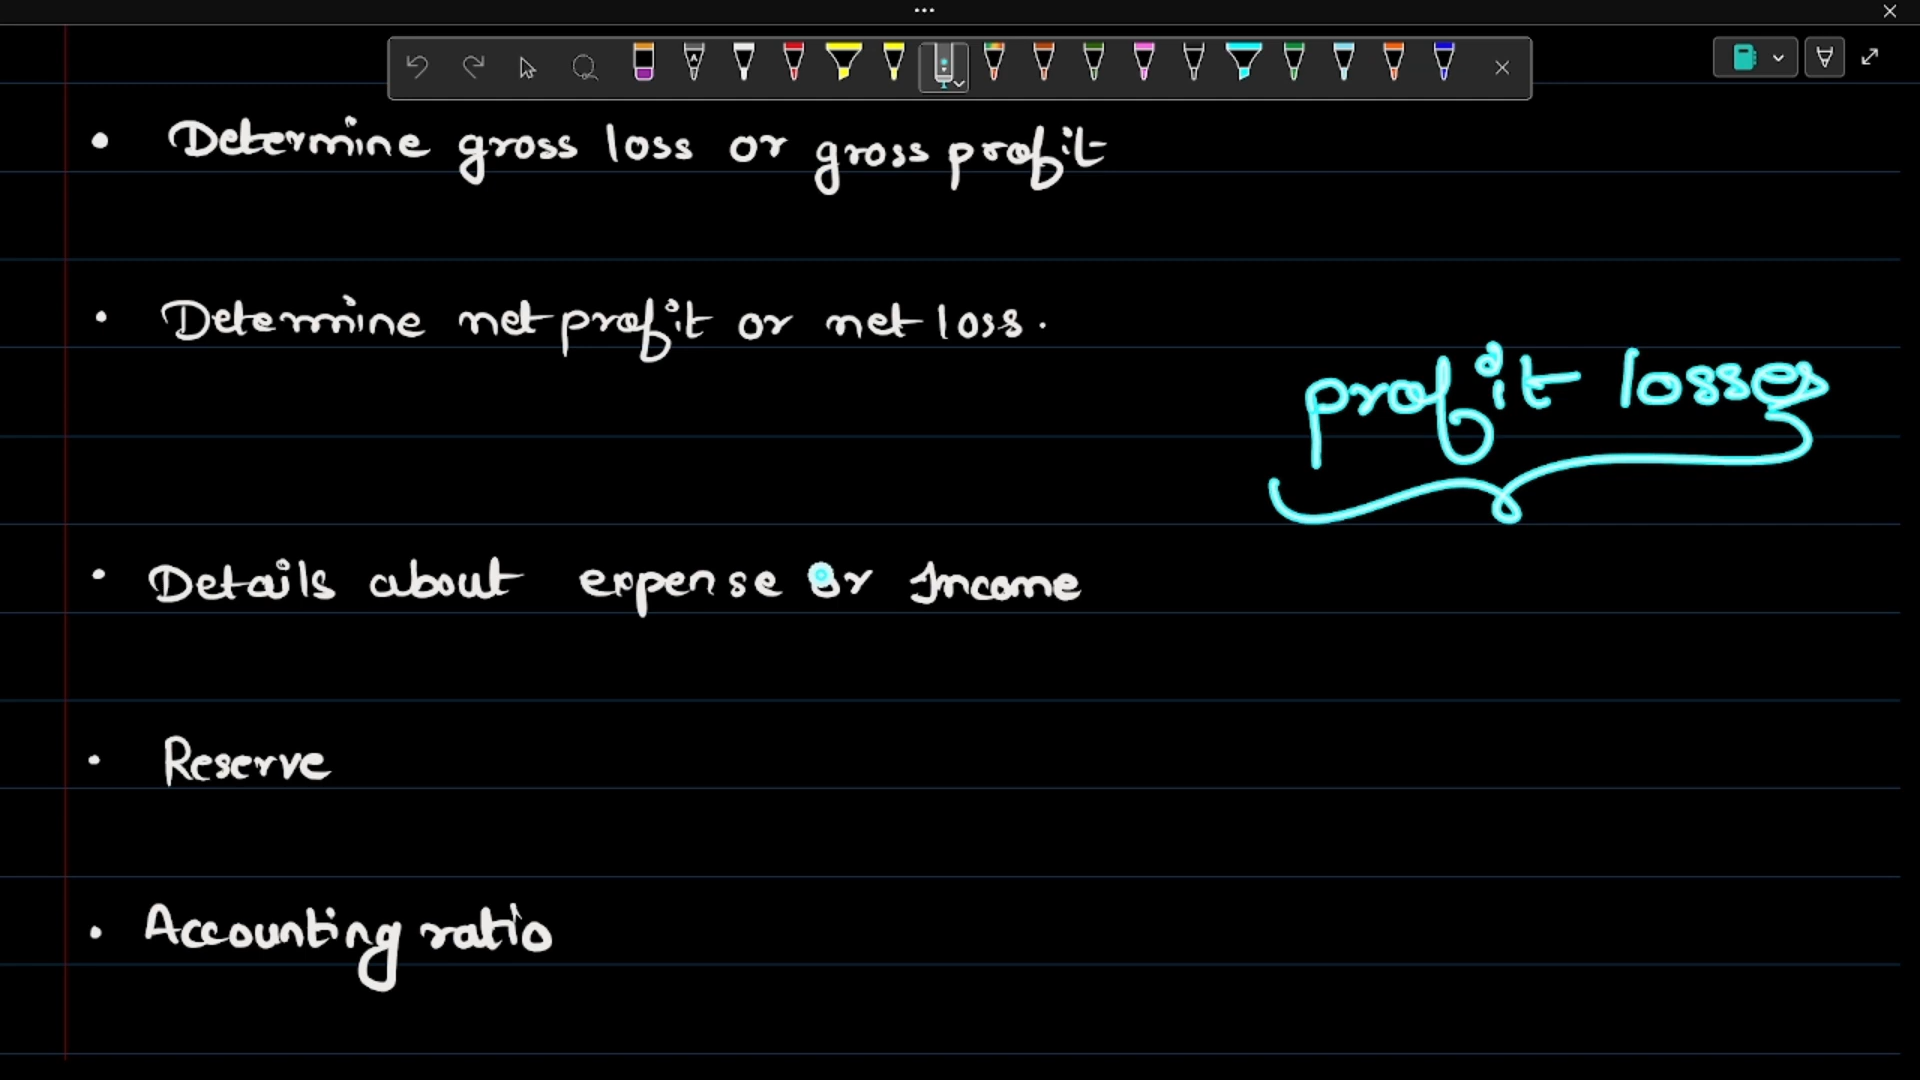 • Determine gross loss or gross profit
• Determine net profit or net loss.
profit losses
• Details about expense or Income
• Reserve
• Accounting ratio